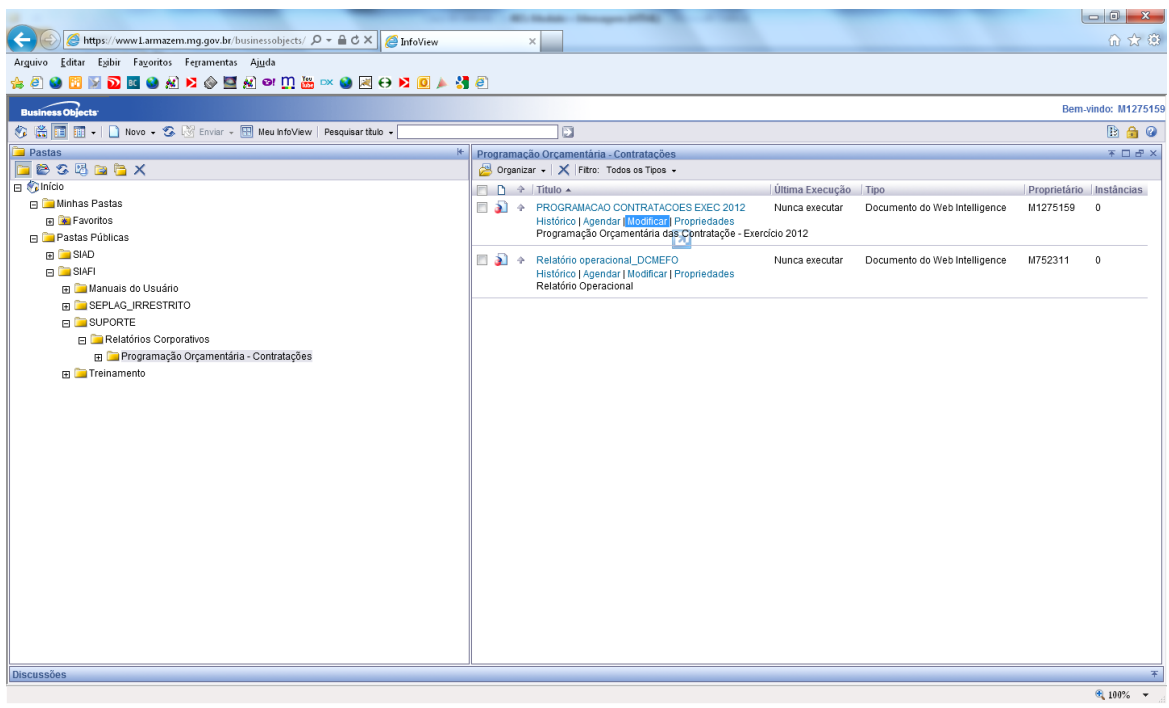 https://www1.armazem.mg.gov.br/businessobjects/
InfoView
Arquivo Editar Exibir Favoritos Ferramentas Ajuda
Business Objects
Bem-vindo: M1275159
Novo Enviar Meu InfoView Pesquisar título
Pastas
Início
Minhas Pastas
Favoritos
Pastas Públicas
SIAD
SIAFI
Manuais do Usuário
SEPLAG_IRRESTRITO
SUPORTE
Relatórios Corporativos
Programação Orçamentária - Contratações
Treinamento
Programação Orçamentária - Contratações
Organizar Filtro: Todos os Tipos
Título Última Execução Tipo Proprietário Instâncias
PROGRAMACAO CONTRATACOES EXEC 2012 Nunca executar Documento do Web Intelligence M1275159 0
Histórico | Agendar | Modificar | Propriedades
Programação Orçamentária das Contrataçõe - Exercício 2012
Relatório operacional_DCMEFO Nunca executar Documento do Web Intelligence M752311 0
Histórico | Agendar | Modificar | Propriedades
Relatório Operacional
Discussões
100%